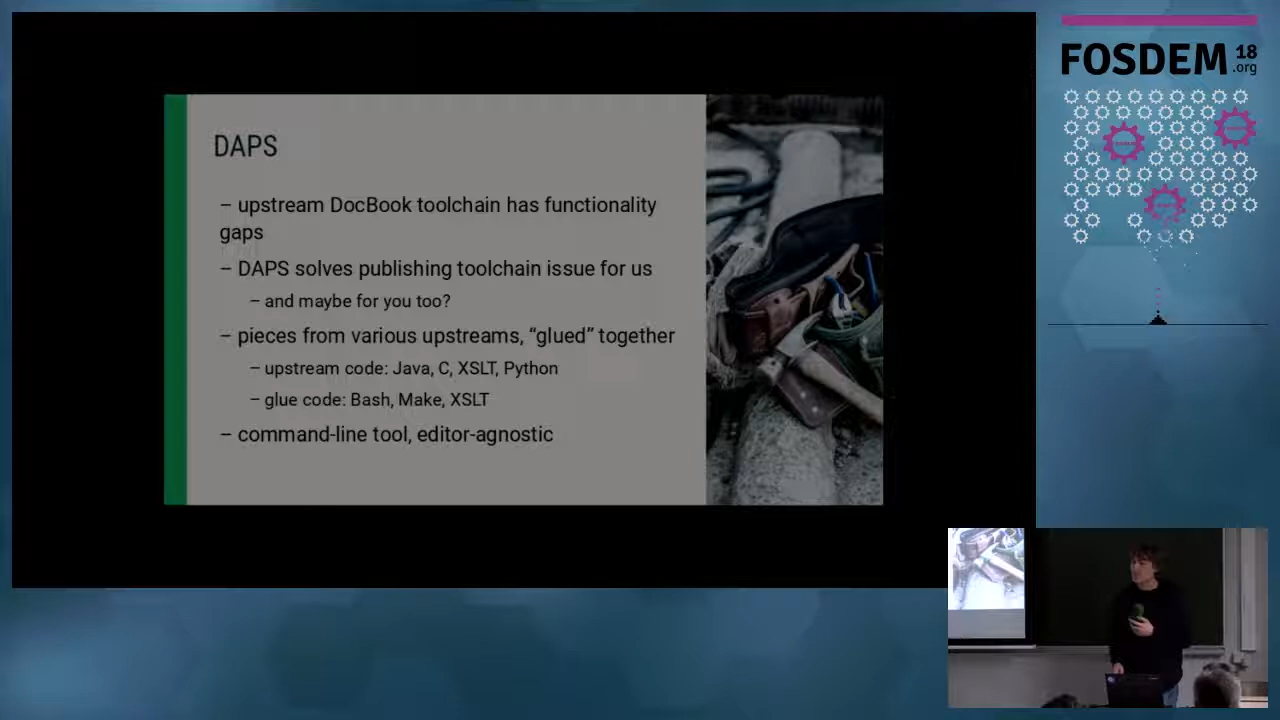 DAPS
– upstream DocBook toolchain has functionality
gaps
– DAPS solves publishing toolchain issue for us
– and maybe for you too?
– pieces from various upstreams, “glued” together
– upstream code: Java, C, XSLT, Python
– glue code: Bash, Make, XSLT
– command-line tool, editor-agnostic
FOSDEM 18
.org